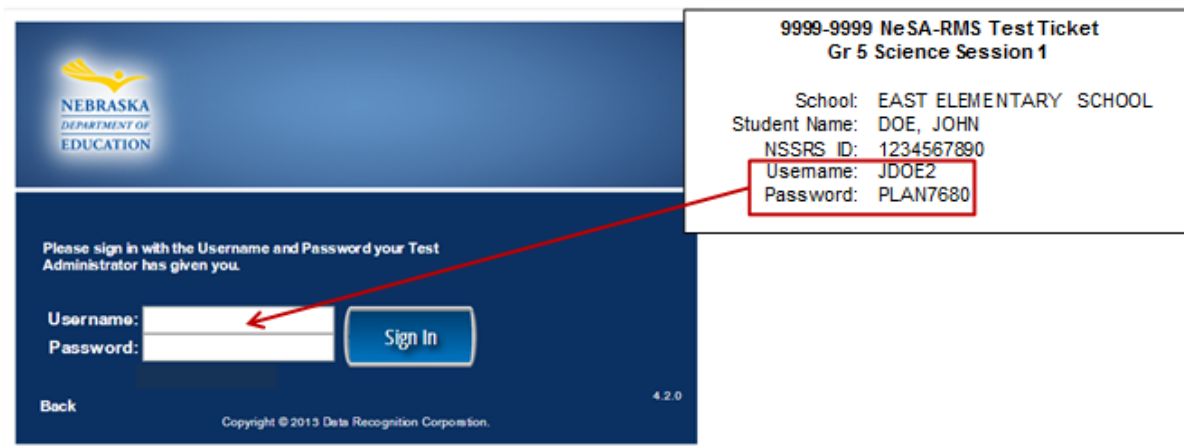 NEBRASKA
DEPARTMENT OF
EDUCATION
9999-9999 NeSA-RMS Test Ticket
Gr 5 Science Session 1
School: EAST ELEMENTARY SCHOOL
Student Name: DOE, JOHN
NSSRS ID: 1234567890
Username: JDOE2
Password: PLAN7680
Please sign in with the Username and Password your Test
Administrator has given you.
Username:
Password:
Sign In
Back
4.2.0
Copyright © 2013 Data Recognition Corporation.